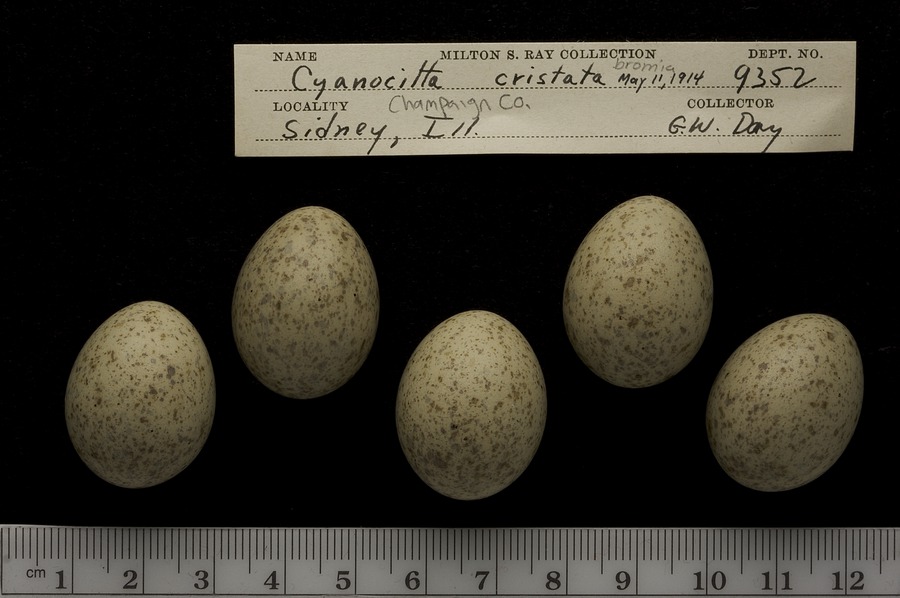 NAME MILTON S. RAY COLLECTION DEPT. NO.
Cyanocitta cristata bromia May 11, 1914 9352
LOCALITY Champaign Co. COLLECTOR
Sidney, Ill. G.W. Day
cm 1 2 3 4 5 6 7 8 9 10 11 12